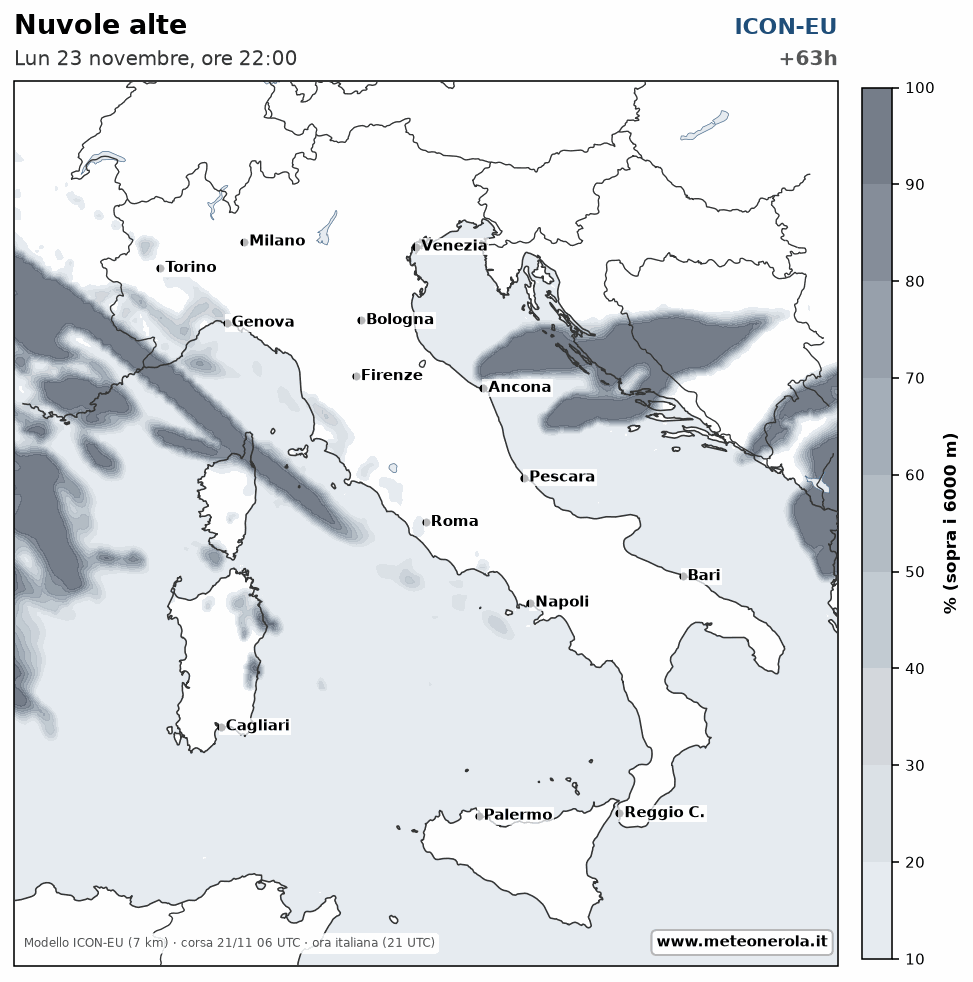 Nuvole alte
ICON-EU
Lun 23 novembre, ore 22:00
+63h
Milano
Venezia
Torino
Genova
Bologna
Firenze
Ancona
Pescara
Roma
Bari
Napoli
Cagliari
Palermo
Reggio C.
100
90
80
70
60
50
40
30
20
10
% (sopra i 6000 m)
Modello ICON-EU (7 km) · corsa 21/11 06 UTC · ora italiana (21 UTC)
www.meteonerola.it